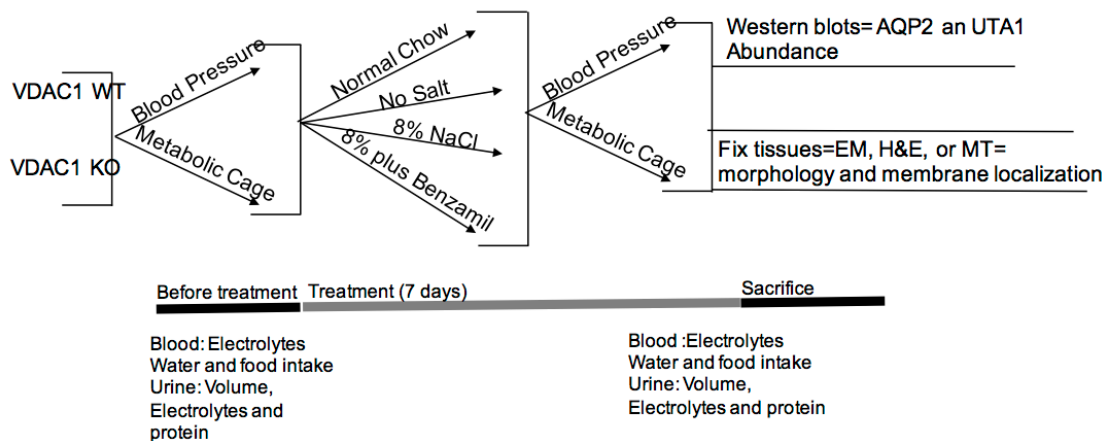 VDAC1 WT
VDAC1 KO
Blood Pressure
Metabolic Cage
Normal Chow
No Salt
8% NaCl
8% plus Benzamil
Blood Pressure
Metabolic Cage
Western blots= AQP2 an UTA1
Abundance
Fix tissues=EM, H&E, or MT=
morphology and membrane localization
Before treatment
Treatment (7 days)
Sacrifice
Blood: Electrolytes
Water and food intake
Urine: Volume,
Electrolytes and
protein
Blood :Electrolytes
Water and food intake
Urine: Volume,
Electrolytes and protein